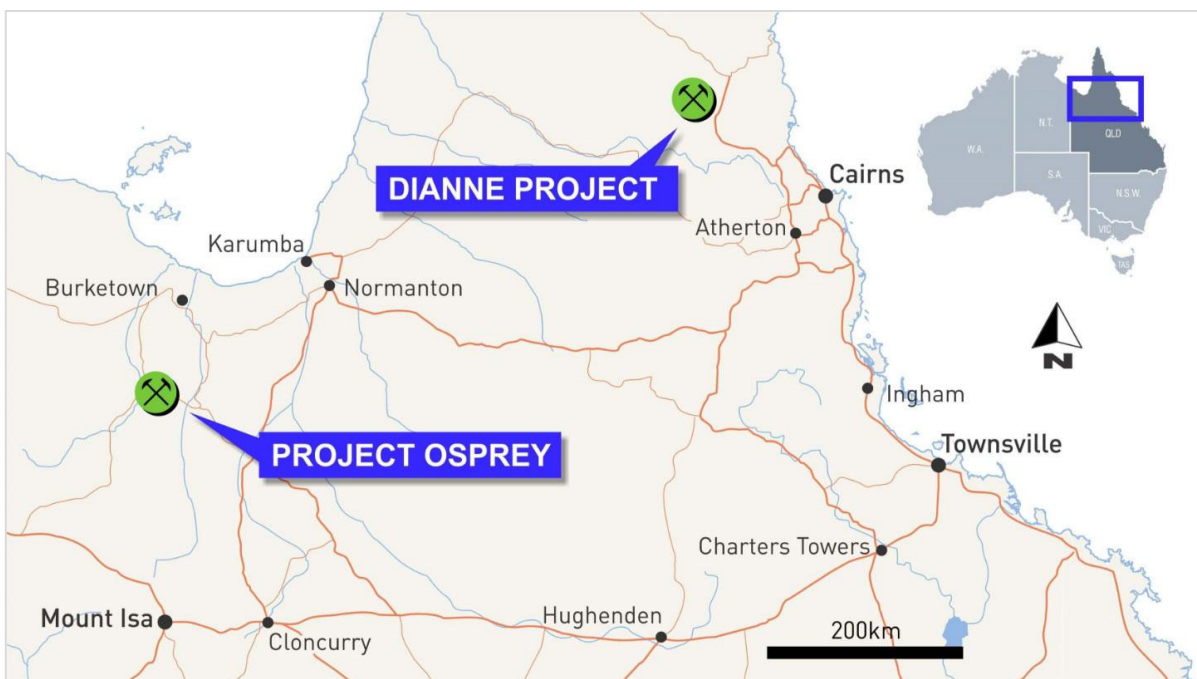 DIANNE PROJECT
Cairns
Atherton
Karumba
Burketown
Normanton
Ingham
PROJECT OSPREY
Townsville
Charters Towers
Mount Isa
Cloncurry
Hughenden
200km
N.T.
QLD
W.A.
S.A.
N.S.W.
VIC
TAS
N